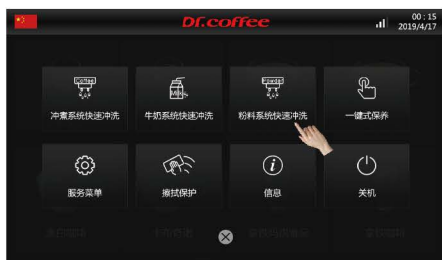 Dr.coffee
00:15
2019/4/17
Coffee
Milk
Powder
冲煮系统快速冲洗
牛奶系统快速冲洗
粉料系统快速冲洗
一键式保养
服务菜单
擦拭保护
信息
关机